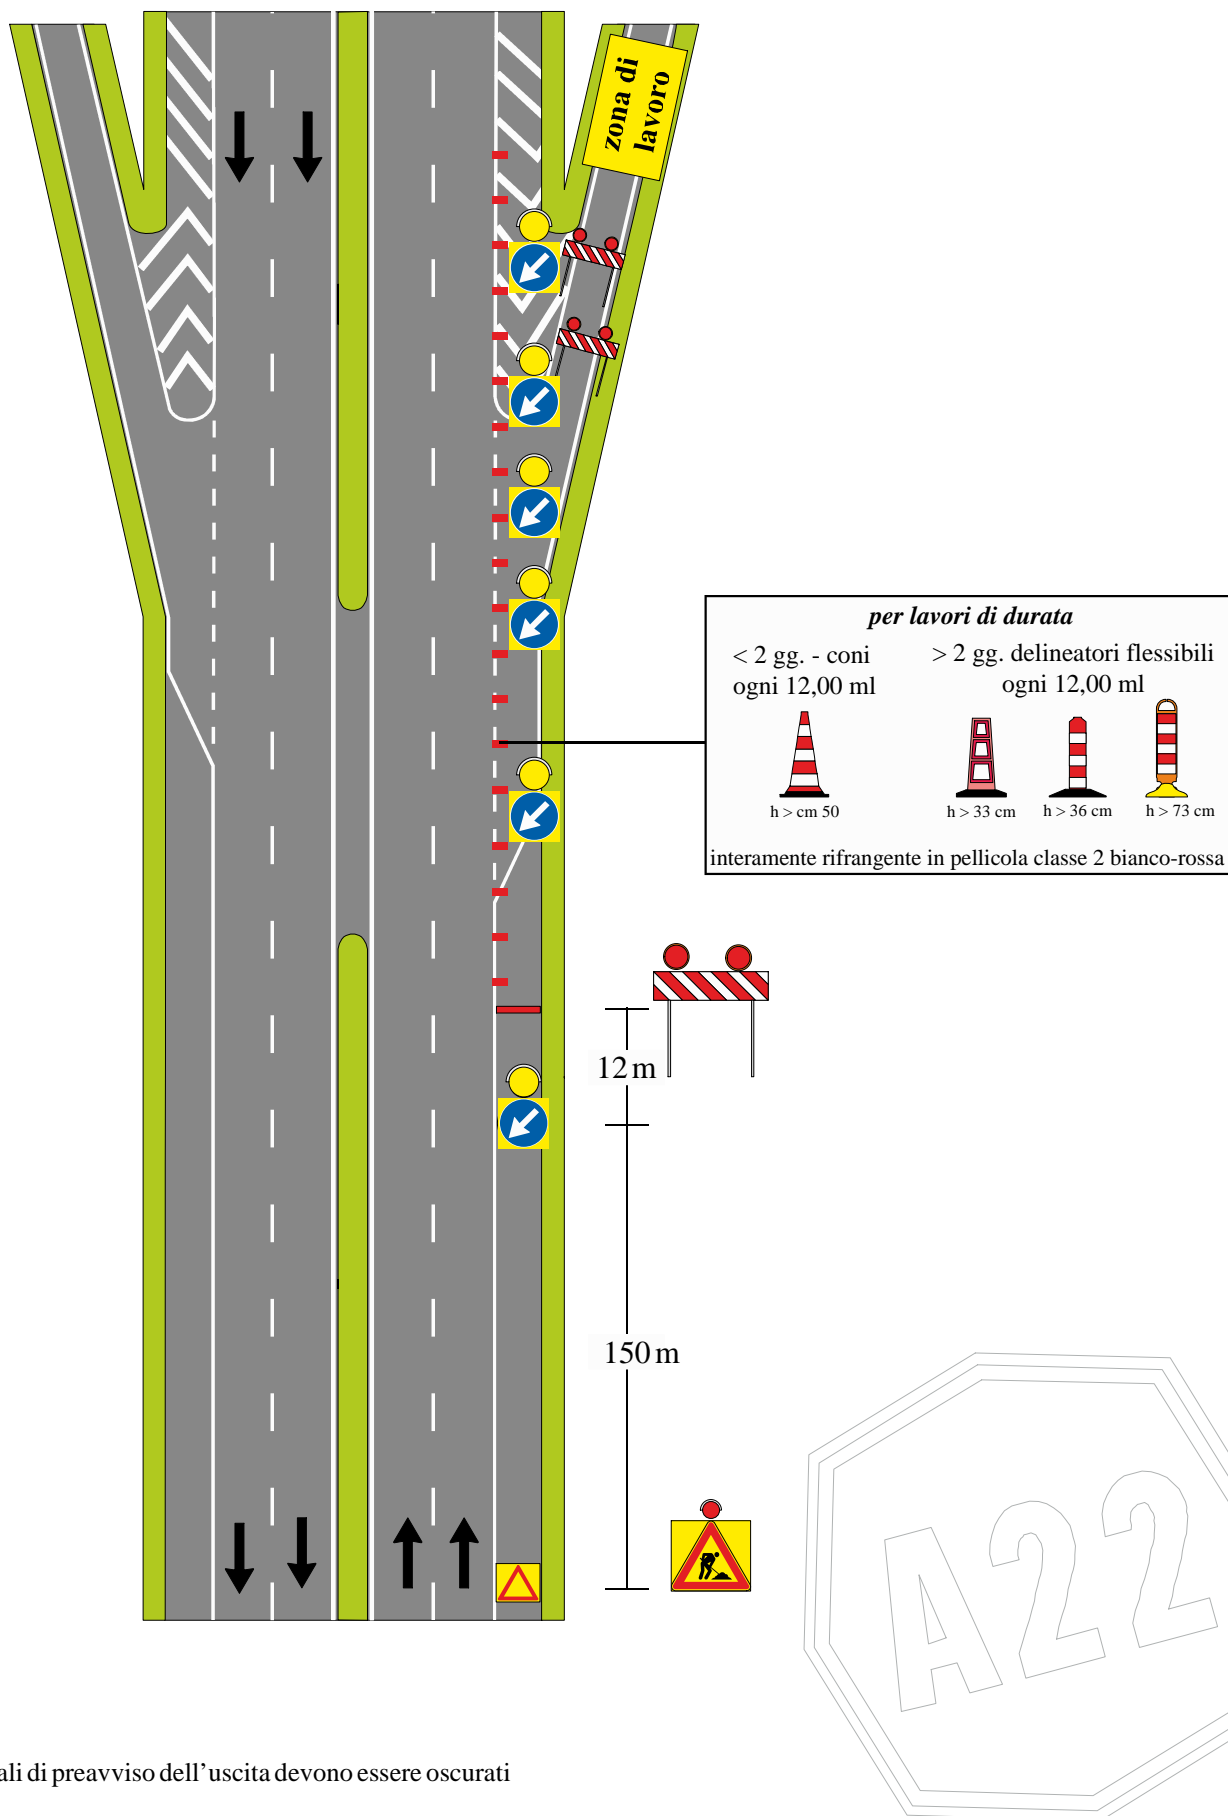 zona di
lavoro
per lavori di durata
< 2 gg. - coni
ogni 12,00 ml
> 2 gg. delineatori flessibili
ogni 12,00 ml
h > cm 50
h > 33 cm
h > 36 cm
h > 73 cm
interamente rifrangente in pellicola classe 2 bianco-rossa
12 m
150 m
A22
ali di preavviso dell'uscita devono essere oscurati